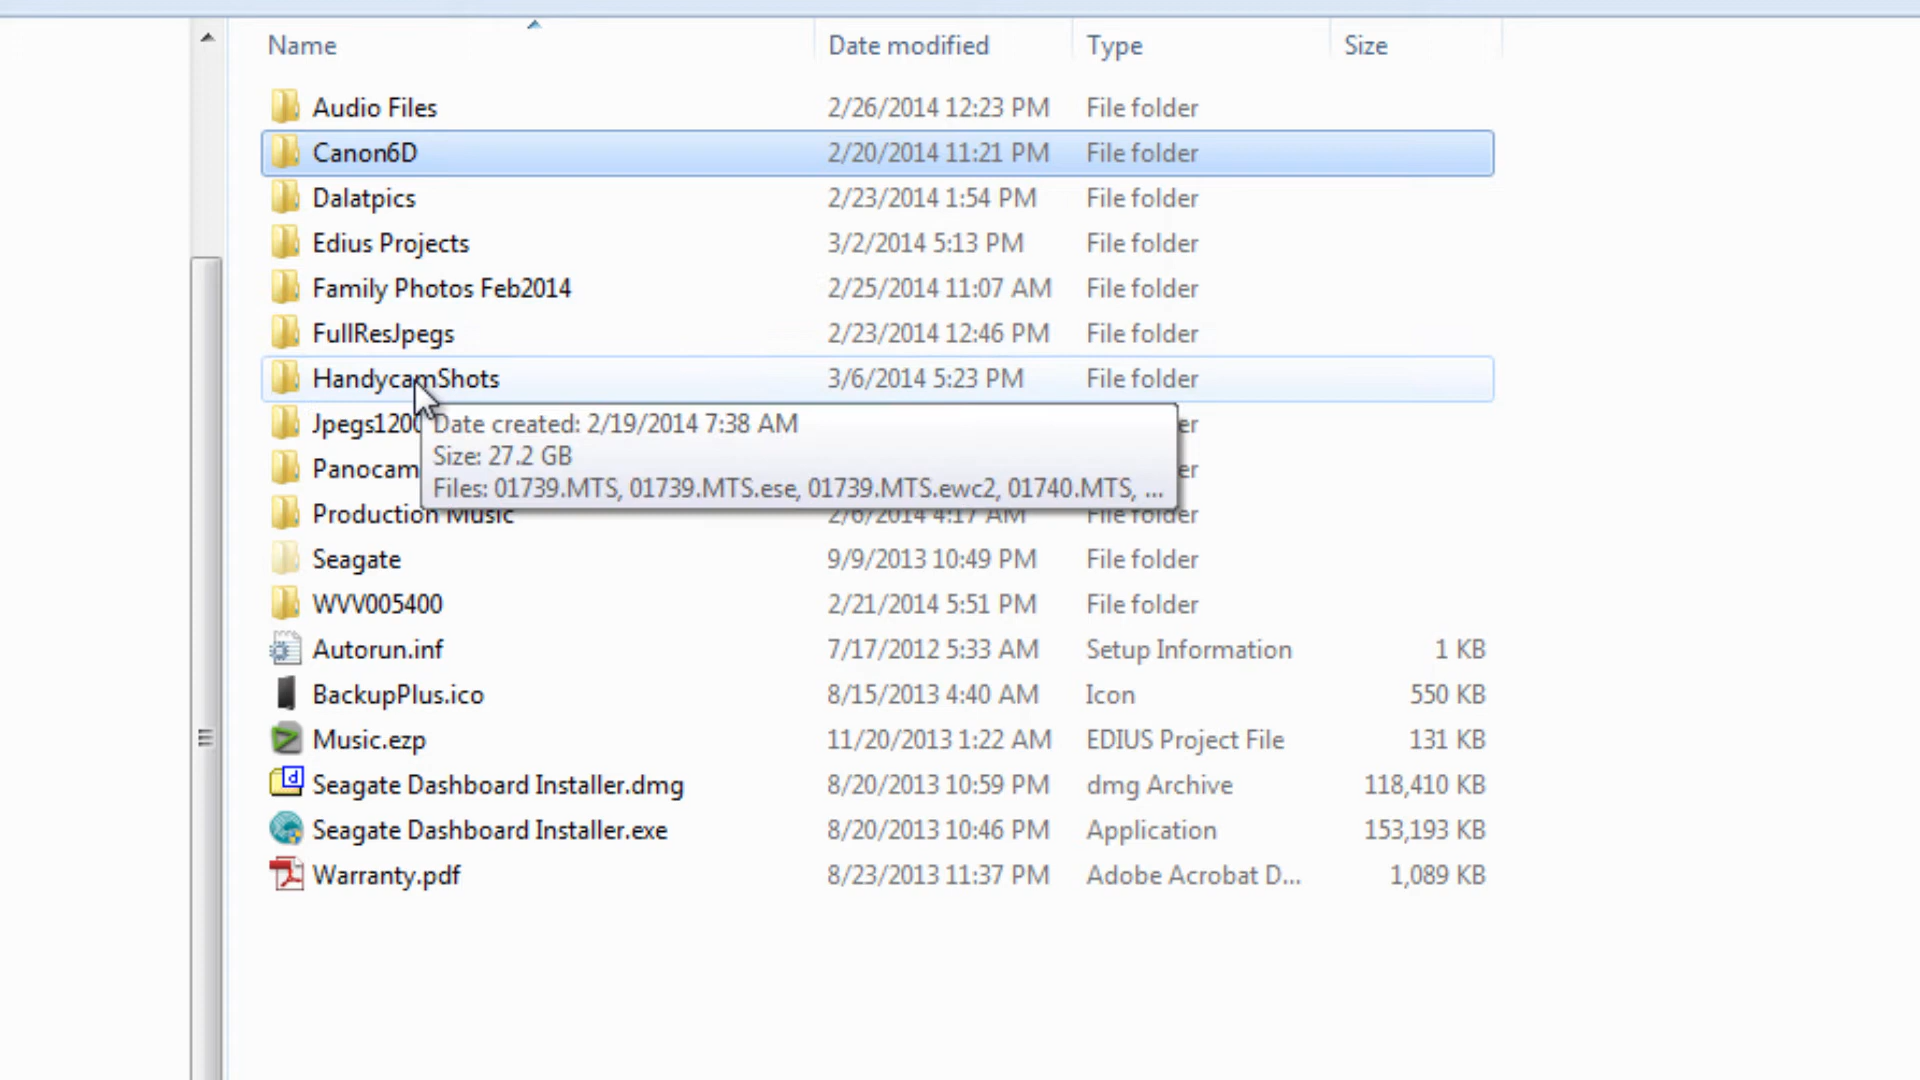 Name Date modified Type Size
Audio Files 2/26/2014 12:23 PM File folder
Canon6D 2/20/2014 11:21 PM File folder
Dalatpics 2/23/2014 1:54 PM File folder
Edius Projects 3/2/2014 5:13 PM File folder
Family Photos Feb2014 2/25/2014 11:07 AM File folder
FullResJpegs 2/23/2014 12:46 PM File folder
HandycamShots 3/6/2014 5:23 PM File folder
Jpegs1200 Date created: 2/19/2014 7:38 AM
Size: 27.2 GB
Panocam
Files: 01739.MTS, 01739.MTS.ese, 01739.MTS.ewc2, 01740.MTS, ...
Production Music 2/6/2014 4:17 AM File folder
Seagate 9/9/2013 10:49 PM File folder
WVV005400 2/21/2014 5:51 PM File folder
Autorun.inf 7/17/2012 5:33 AM Setup Information 1 KB
BackupPlus.ico 8/15/2013 4:40 AM Icon 550 KB
Music.ezp 11/20/2013 1:22 AM EDIUS Project File 131 KB
Seagate Dashboard Installer.dmg 8/20/2013 10:59 PM dmg Archive 118,410 KB
Seagate Dashboard Installer.exe 8/20/2013 10:46 PM Application 153,193 KB
Warranty.pdf 8/23/2013 11:37 PM Adobe Acrobat D... 1,089 KB